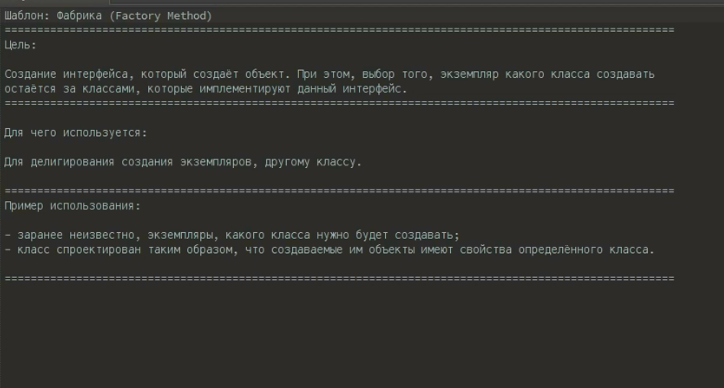 Шаблон: Фабрика (Factory Method)
=======================================================================================================
Цель:
Создание интерфейса, который создаёт объект. При этом, выбор того, экземпляр какого класса создавать
остаётся за классами, которые имплементируют данный интерфейс.
=======================================================================================================
Для чего используется:
Для делигирования создания экземпляров, другому классу.
=======================================================================================================
Пример использования:
- заранее неизвестно, экземпляры, какого класса нужно будет создавать;
- класс спроектирован таким образом, что создаваемые им объекты имеют свойства определённого класса.
=======================================================================================================